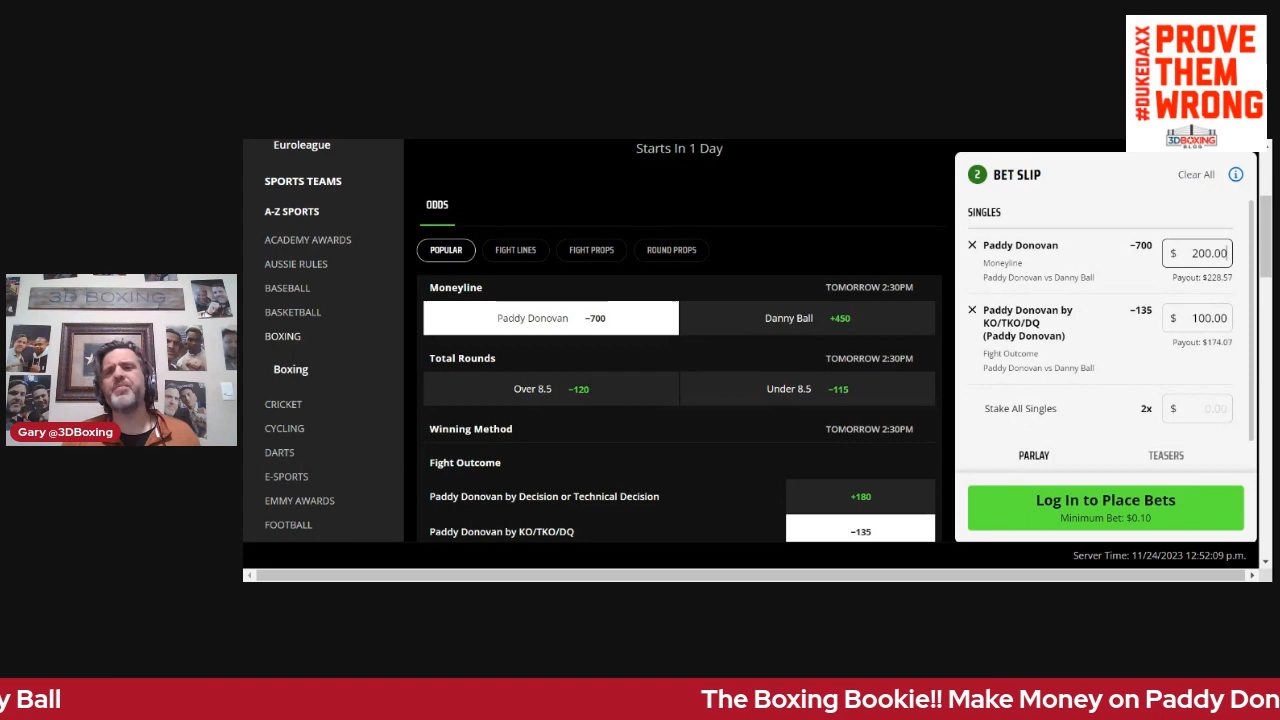 #DUKEDAXX
PROVE
THEM
WRONG
3DBOXING
BLOG
Euroleague
SPORTS TEAMS
A-Z SPORTS
ACADEMY AWARDS
AUSSIE RULES
BASEBALL
BASKETBALL
BOXING
Boxing
CRICKET
CYCLING
DARTS
E-SPORTS
EMMY AWARDS
FOOTBALL
Starts In 1 Day
ODDS
POPULAR FIGHT LINES FIGHT PROPS ROUND PROPS
Moneyline TOMORROW 2:30PM
Paddy Donovan −700 Danny Ball +450
Total Rounds TOMORROW 2:30PM
Over 8.5 −120 Under 8.5 −115
Winning Method TOMORROW 2:30PM
Fight Outcome
Paddy Donovan by Decision or Technical Decision +180
Paddy Donovan by KO/TKO/DQ −135
2 BET SLIP Clear All i
SINGLES
× Paddy Donovan −700 $ 200.00
Moneyline
Paddy Donovan vs Danny Ball Payout: $228.57
× Paddy Donovan by −135 $ 100.00
KO/TKO/DQ
(Paddy Donovan) Payout: $174.07
Fight Outcome
Paddy Donovan vs Danny Ball
Stake All Singles 2x $ 0.00
PARLAY TEASERS
Log In to Place Bets
Minimum Bet: $0.10
Server Time: 11/24/2023 12:52:09 p.m.
3D BOXING
Gary @3DBoxing
y Ball The Boxing Bookie!! Make Money on Paddy Don